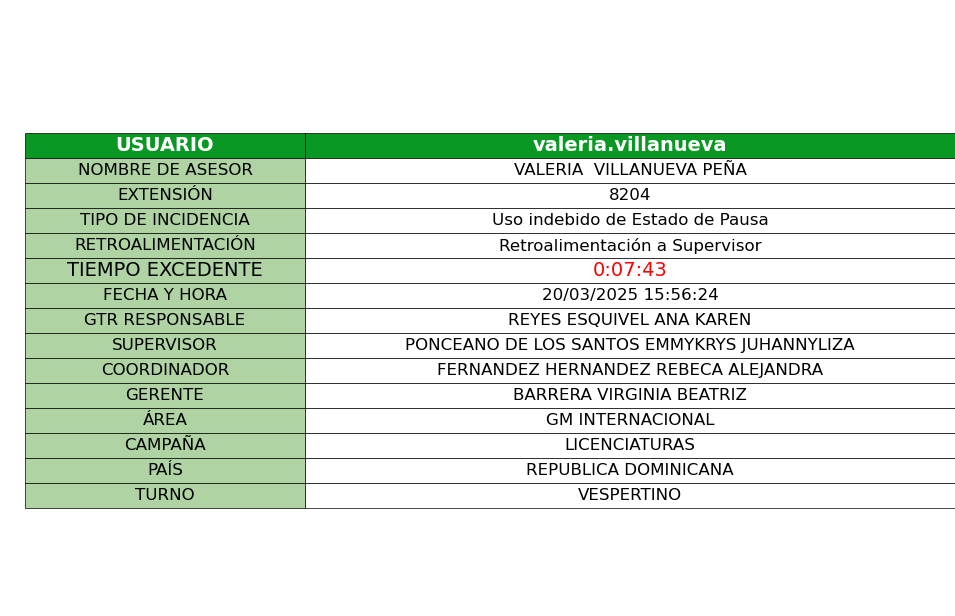 USUARIO valeria.villanueva
NOMBRE DE ASESOR VALERIA  VILLANUEVA PEÑA
EXTENSIÓN 8204
TIPO DE INCIDENCIA Uso indebido de Estado de Pausa
RETROALIMENTACIÓN Retroalimentación a Supervisor
TIEMPO EXCEDENTE 0:07:43
FECHA Y HORA 20/03/2025 15:56:24
GTR RESPONSABLE REYES ESQUIVEL ANA KAREN
SUPERVISOR PONCEANO DE LOS SANTOS EMMYKRYS JUHANNYLIZA
COORDINADOR FERNANDEZ HERNANDEZ REBECA ALEJANDRA
GERENTE BARRERA VIRGINIA BEATRIZ
ÁREA GM INTERNACIONAL
CAMPAÑA LICENCIATURAS
PAÍS REPUBLICA DOMINICANA
TURNO VESPERTINO